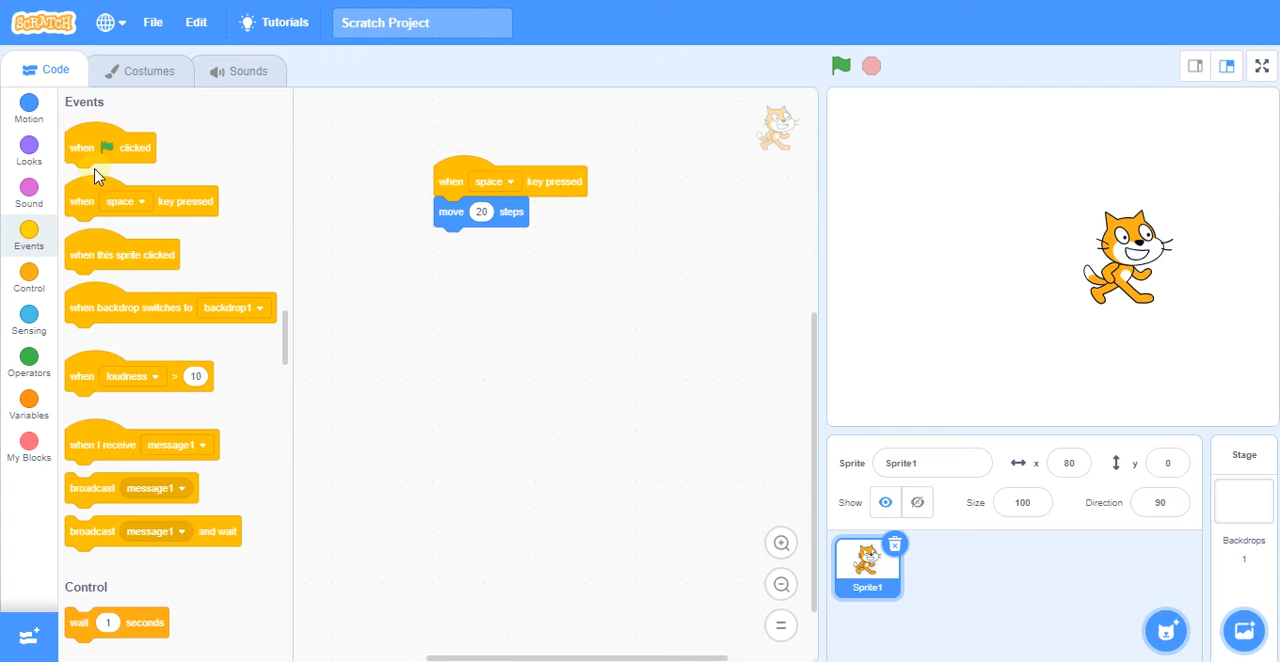 SCRATCH File Edit Tutorials Scratch Project
Code Costumes Sounds
Motion
Looks
Sound
Events
Control
Sensing
Operators
Variables
My Blocks
Events
when clicked
when space key pressed
when this sprite clicked
when backdrop switches to backdrop1
when loudness > 10
when I receive message1
broadcast message1
broadcast message1 and wait
Control
wait 1 seconds
when space key pressed
move 20 steps
Sprite Sprite1 x 80 y 0
Show Size 100 Direction 90
Sprite1
Stage
Backdrops
1